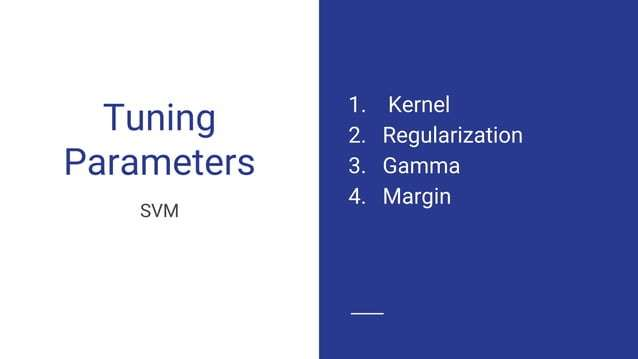 Tuning
Parameters
SVM
1. Kernel
2. Regularization
3. Gamma
4. Margin